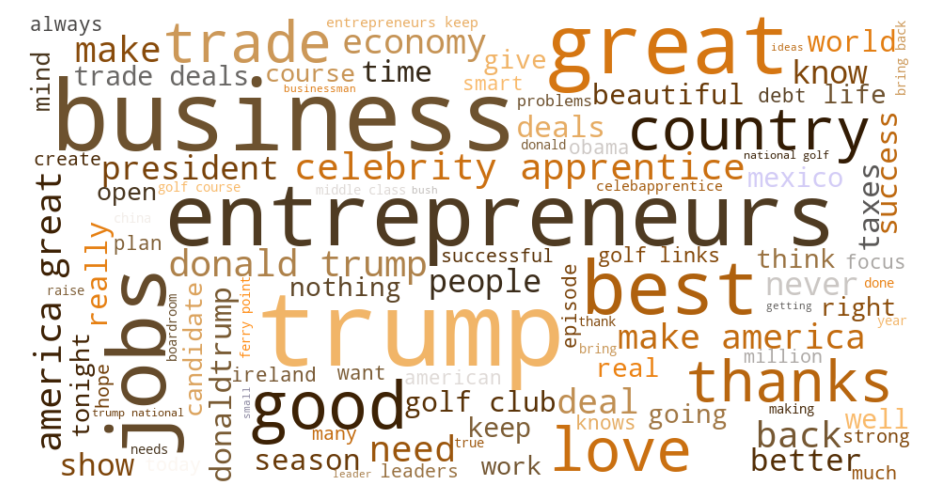 always
entrepreneurs keep
make
trade
economy
great
ideas
world
bring back
mind
trade deals
course
time
give
smart
know
businessman
business
problems
beautiful
debt
life
deals
country
donald
obama
success
create
president
celebrity apprentice
national golf
mexico
taxes
open
golf course
middle class
bush
celebapprentice
america great
really
china
entrepreneurs
plan
donald trump
successful
golf links
think
focus
raise
jobs
boardroom
candidate
donaldtrump
ferry point
nothing
people
episode
best
never
done
getting
right
tonight
hope
trump
thank
year
bring
make america
million
real
ireland
want
american
thanks
trump national
small
good
golf club
deal
knows
going
making
well
many
keep
back
strong
needs
show
today
season
need
true
love
better
leader
leaders
work
much